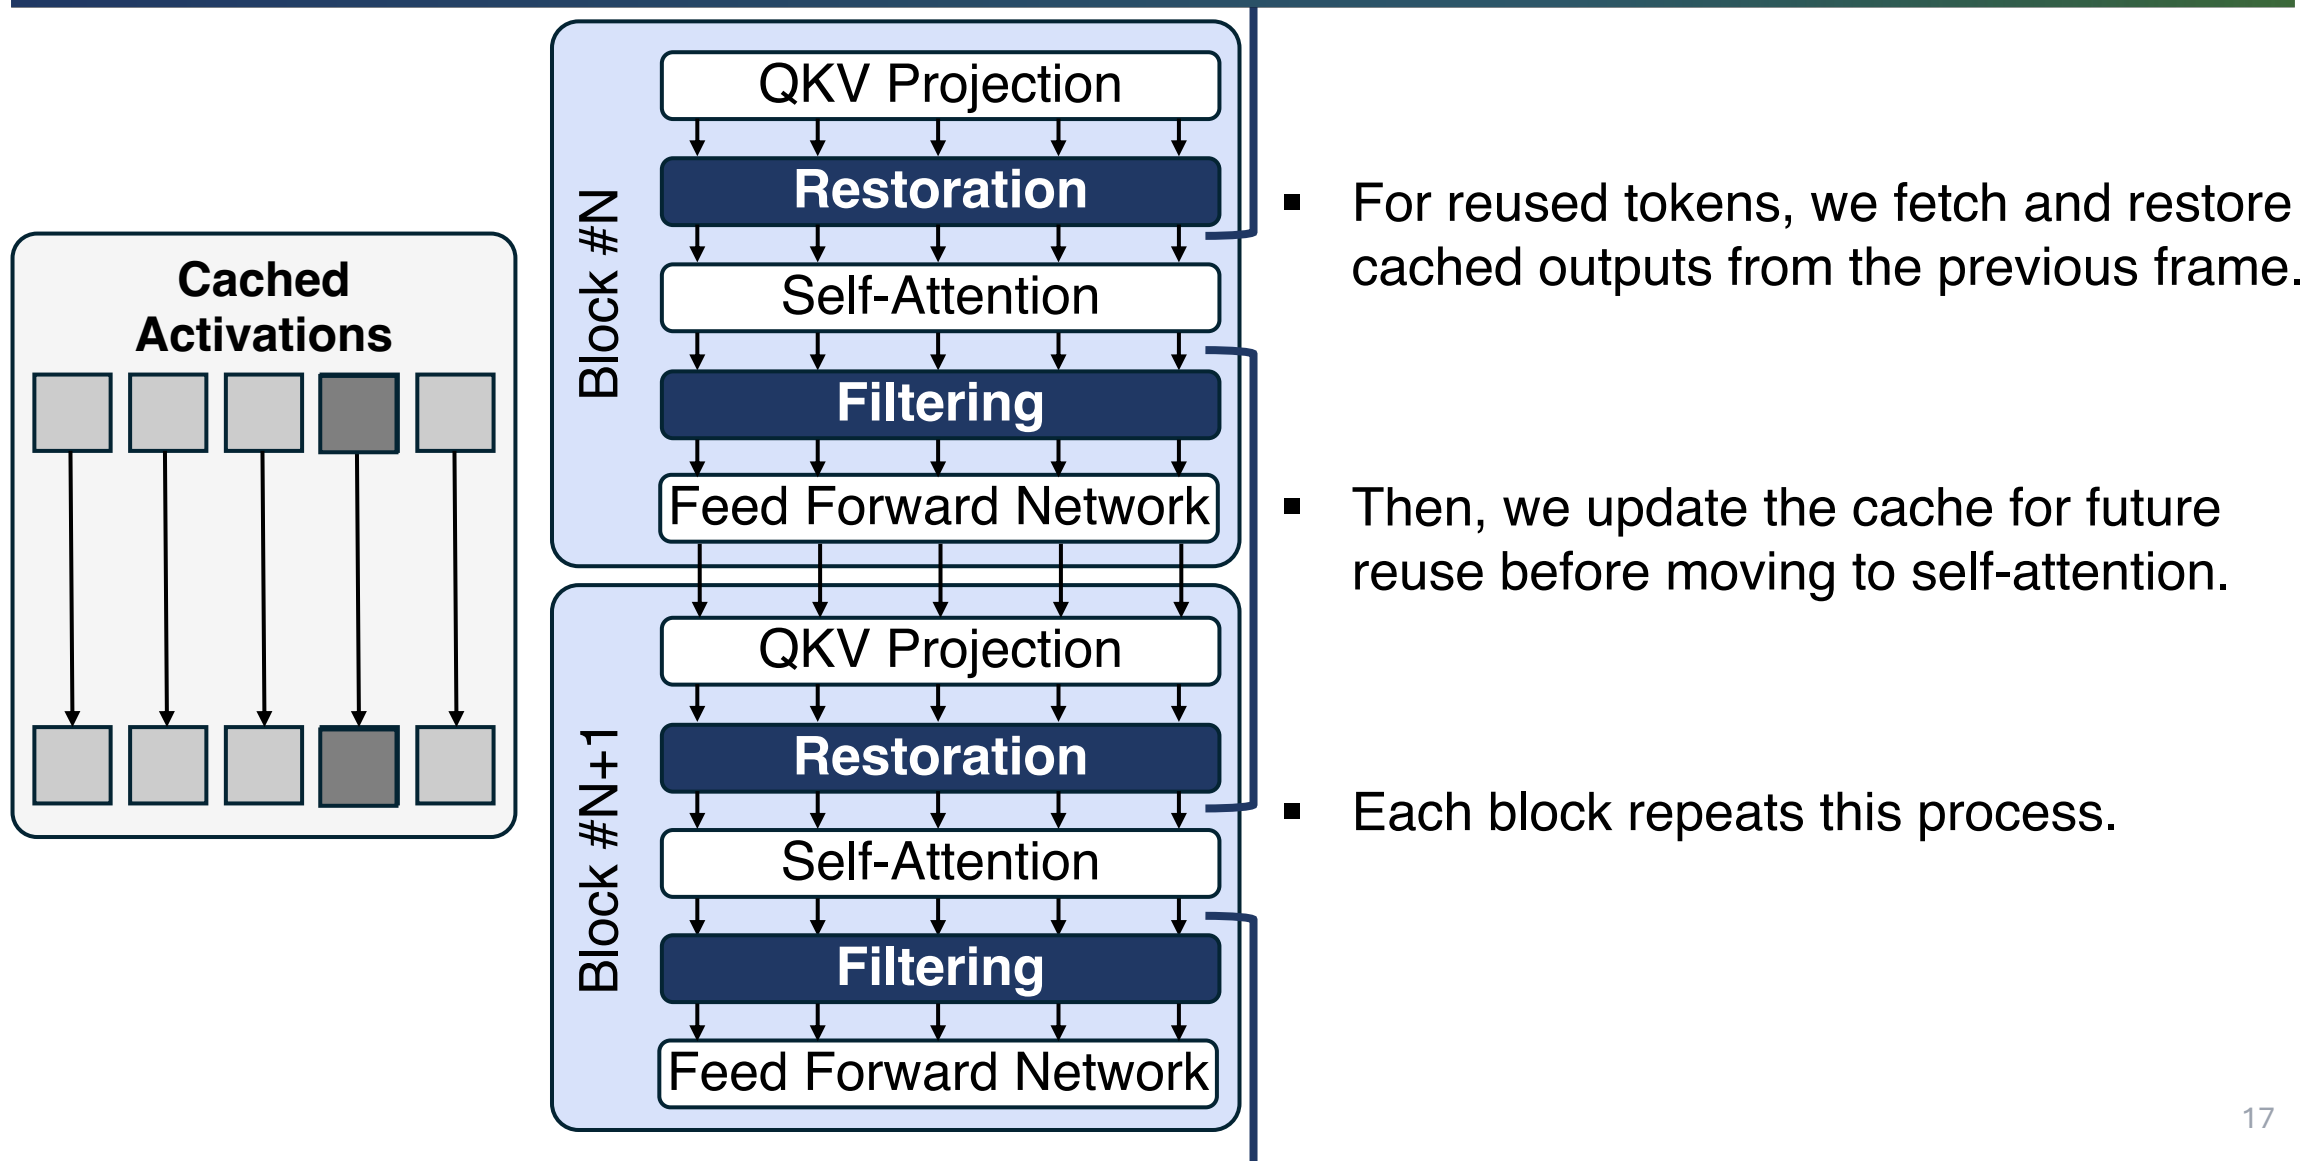 Cached
Activations
Block #N
QKV Projection
Restoration
Self-Attention
Filtering
Feed Forward Network
Block #N+1
QKV Projection
Restoration
Self-Attention
Filtering
Feed Forward Network
▪ For reused tokens, we fetch and restore
cached outputs from the previous frame.
▪ Then, we update the cache for future
reuse before moving to self-attention.
▪ Each block repeats this process.
17